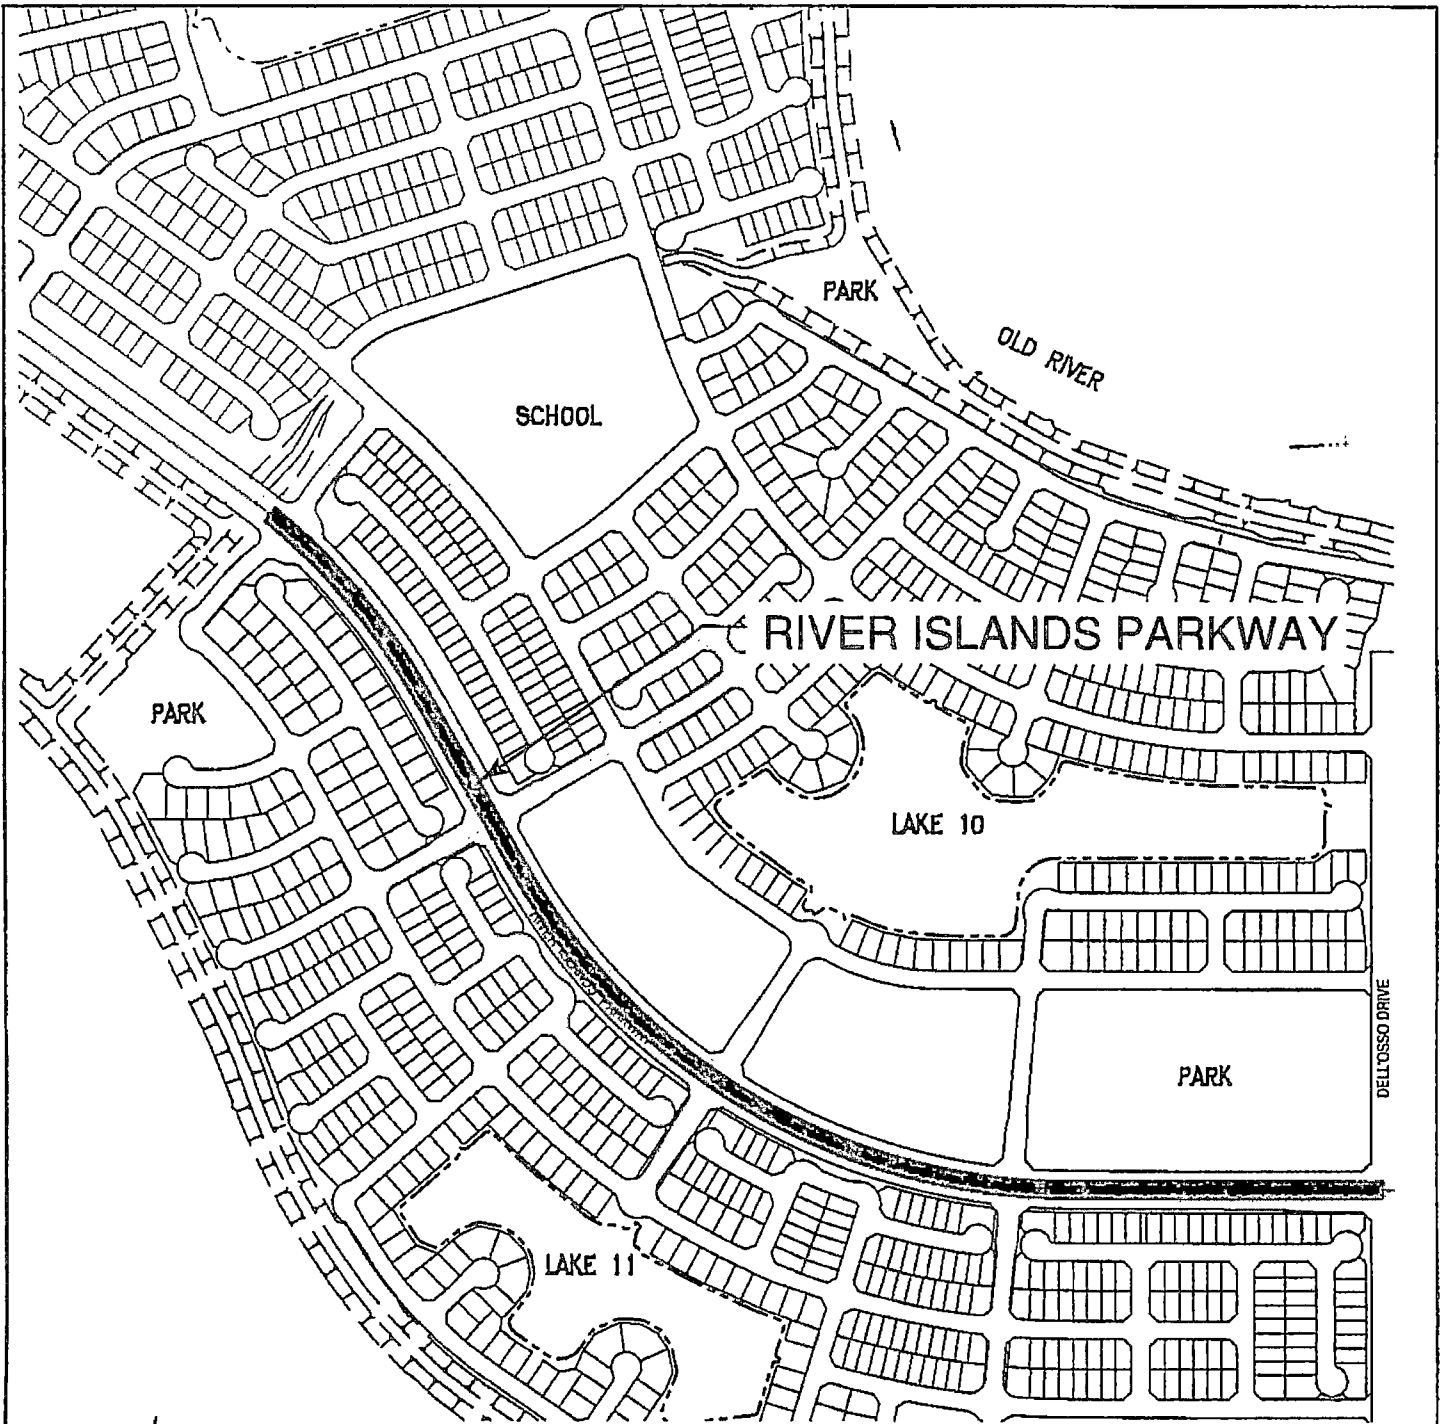 PARK
OLD RIVER
SCHOOL
RIVER ISLANDS PARKWAY
PARK
LAKE 10
DELL'OSSO DRIVE
PARK
LAKE 11